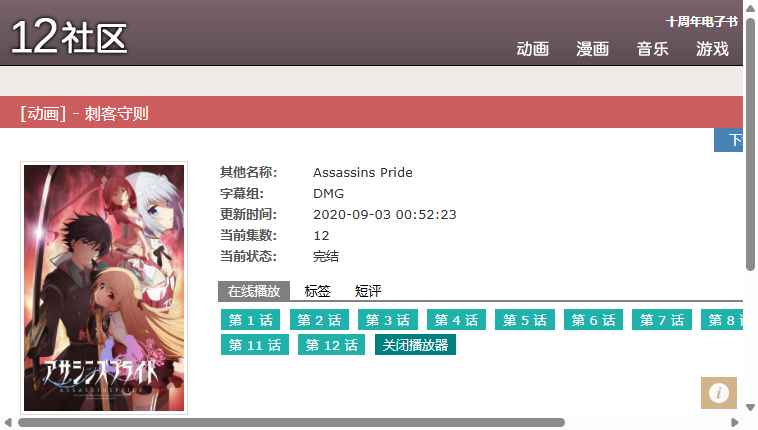 12社区
十周年电子书
动画 漫画 音乐 游戏
[动画] - 刺客守则
下
其他名称: Assassins Pride
字幕组: DMG
更新时间: 2020-09-03 00:52:23
当前集数: 12
当前状态: 完结
在线播放 标签 短评
第 1 话 第 2 话 第 3 话 第 4 话 第 5 话 第 6 话 第 7 话 第 8
第 11 话 第 12 话 关闭播放器
アサシンズプライド
ASSASSINSPRIDE